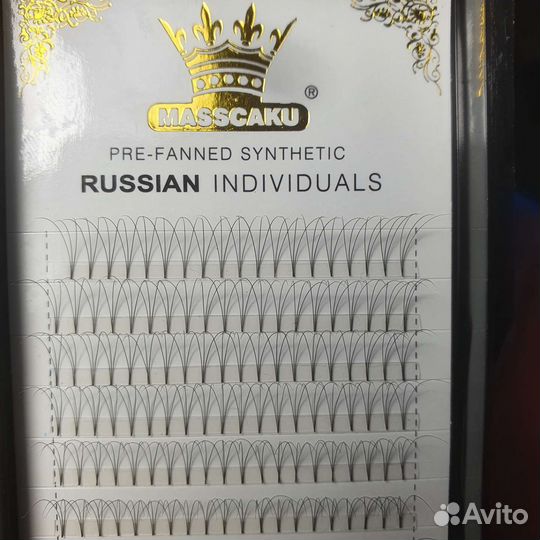 MASSCAKU ®
PRE-FANNED SYNTHETIC
RUSSIAN INDIVIDUALS
Avito